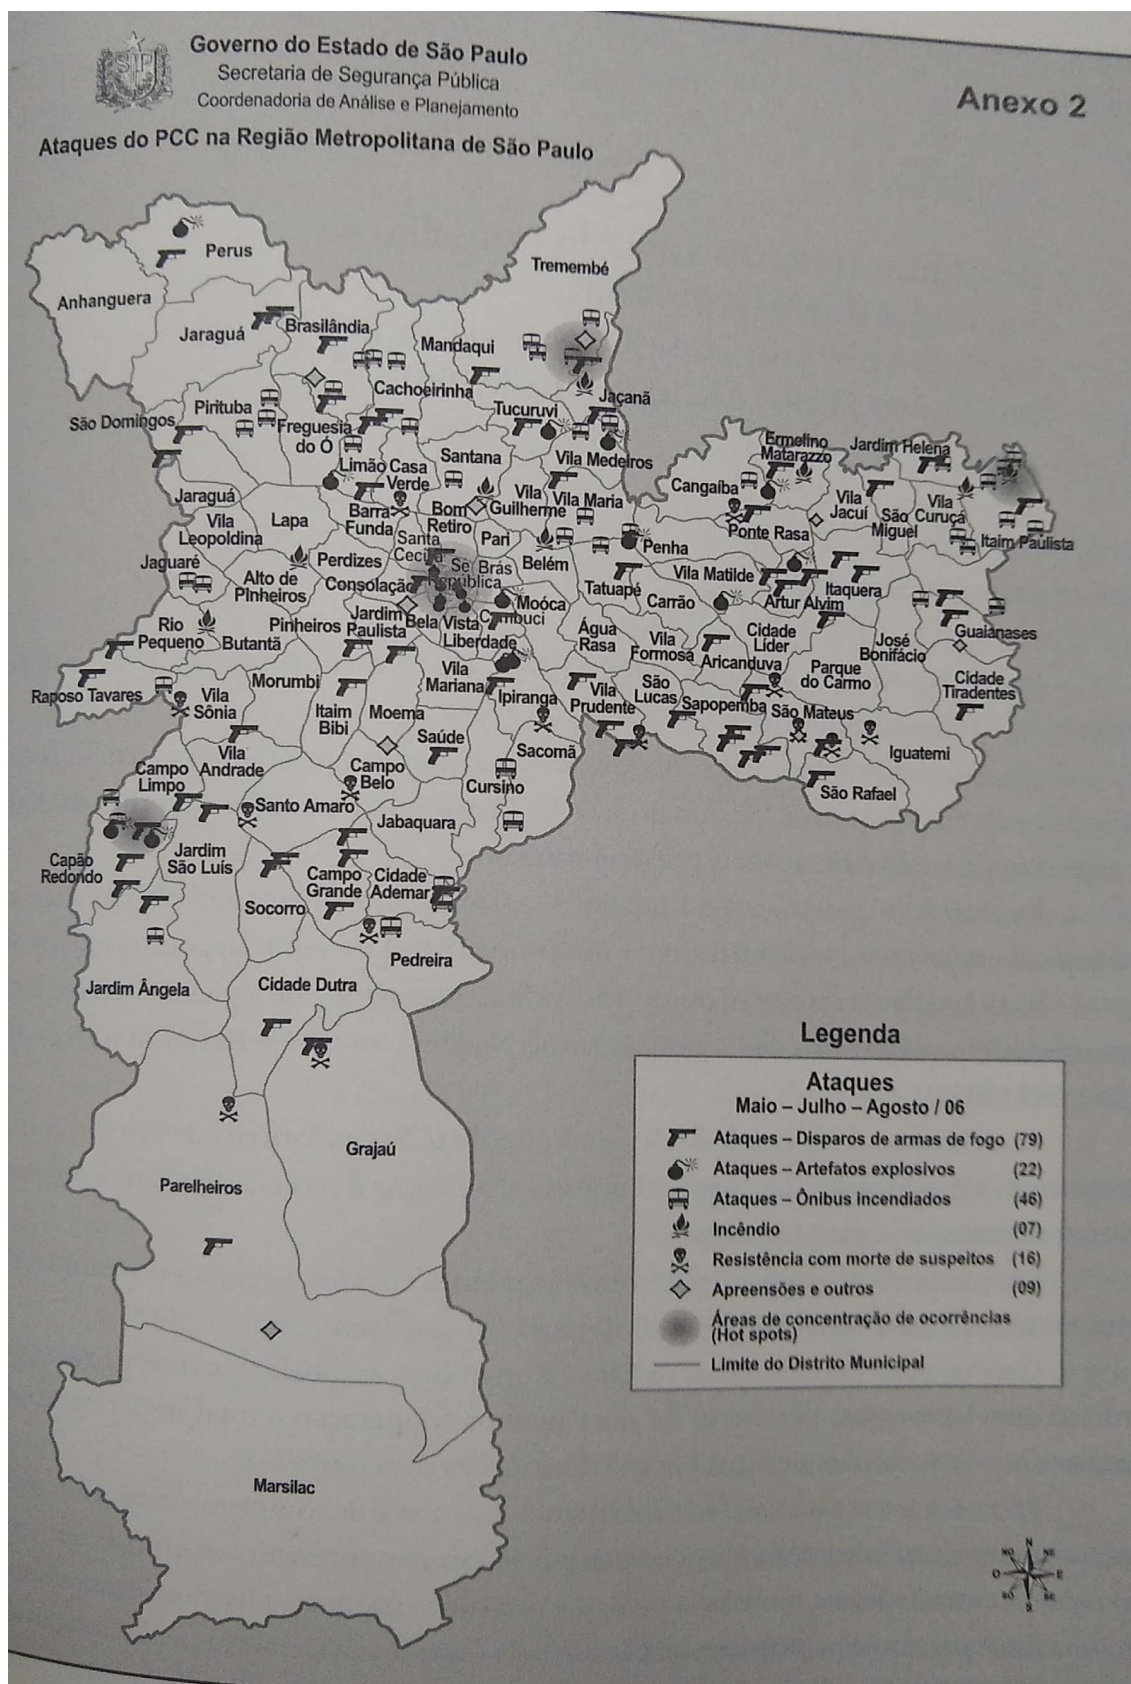 Governo do Estado de São Paulo
Secretaria de Segurança Pública
Coordenadoria de Análise e Planejamento
Anexo 2
Ataques do PCC na Região Metropolitana de São Paulo
Perus
Tremembé
Anhanguera
Jaraguá
Brasilândia
Mandaqui
Cachoeirinha
Jaçanã
Pirituba
Tucuruvi
São Domingos
Freguesia
do Ó
Ermelino
Matarazzo
Jardim Helena
Santana
Vila Medeiros
Limão
Casa
Verde
Cangaíba
Jaraguá
Vila
Guilherme
Vila Maria
Vila
Jacuí
São
Miguel
Vila
Curuçá
Vila
Leopoldina
Lapa
Barra
Funda
Bom
Retiro
Ponte Rasa
Santa
Cecília
Pari
Penha
Itaim Paulista
Jaguaré
Perdizes
Sé
Brás
Belém
Alto de
Pinheiros
Consolação
República
Tatuapé
Vila Matilde
Itaquera
Moóca
Carrão
Artur Alvim
Rio
Pequeno
Butantã
Pinheiros
Jardim
Paulista
Bela Vista
Cambuci
Liberdade
Água
Rasa
Vila
Formosa
Cidade
Líder
José
Bonifácio
Guaianases
Aricanduva
Parque
do Carmo
Raposo Tavares
Morumbi
Vila
Mariana
Ipiranga
Vila
Prudente
São
Lucas
Sapopemba
São Mateus
Cidade
Tiradentes
Vila
Sônia
Itaim
Bibi
Moema
Saúde
Sacomã
Iguatemi
Vila
Andrade
Campo
Limpo
Campo
Belo
Cursino
São Rafael
Santo Amaro
Jabaquara
Capão
Redondo
Jardim
São Luís
Campo
Grande
Cidade
Ademar
Socorro
Pedreira
Jardim Ângela
Cidade Dutra
Grajaú
Parelheiros
Marsilac
Legenda
Ataques
Maio – Julho – Agosto / 06
Ataques – Disparos de armas de fogo (79)
Ataques – Artefatos explosivos (22)
Ataques – Ônibus incendiados (46)
Incêndio (07)
Resistência com morte de suspeitos (16)
Apreensões e outros (09)
Áreas de concentração de ocorrências
(Hot spots)
Limite do Distrito Municipal
N
NE
E
SE
S
SO
O
NO